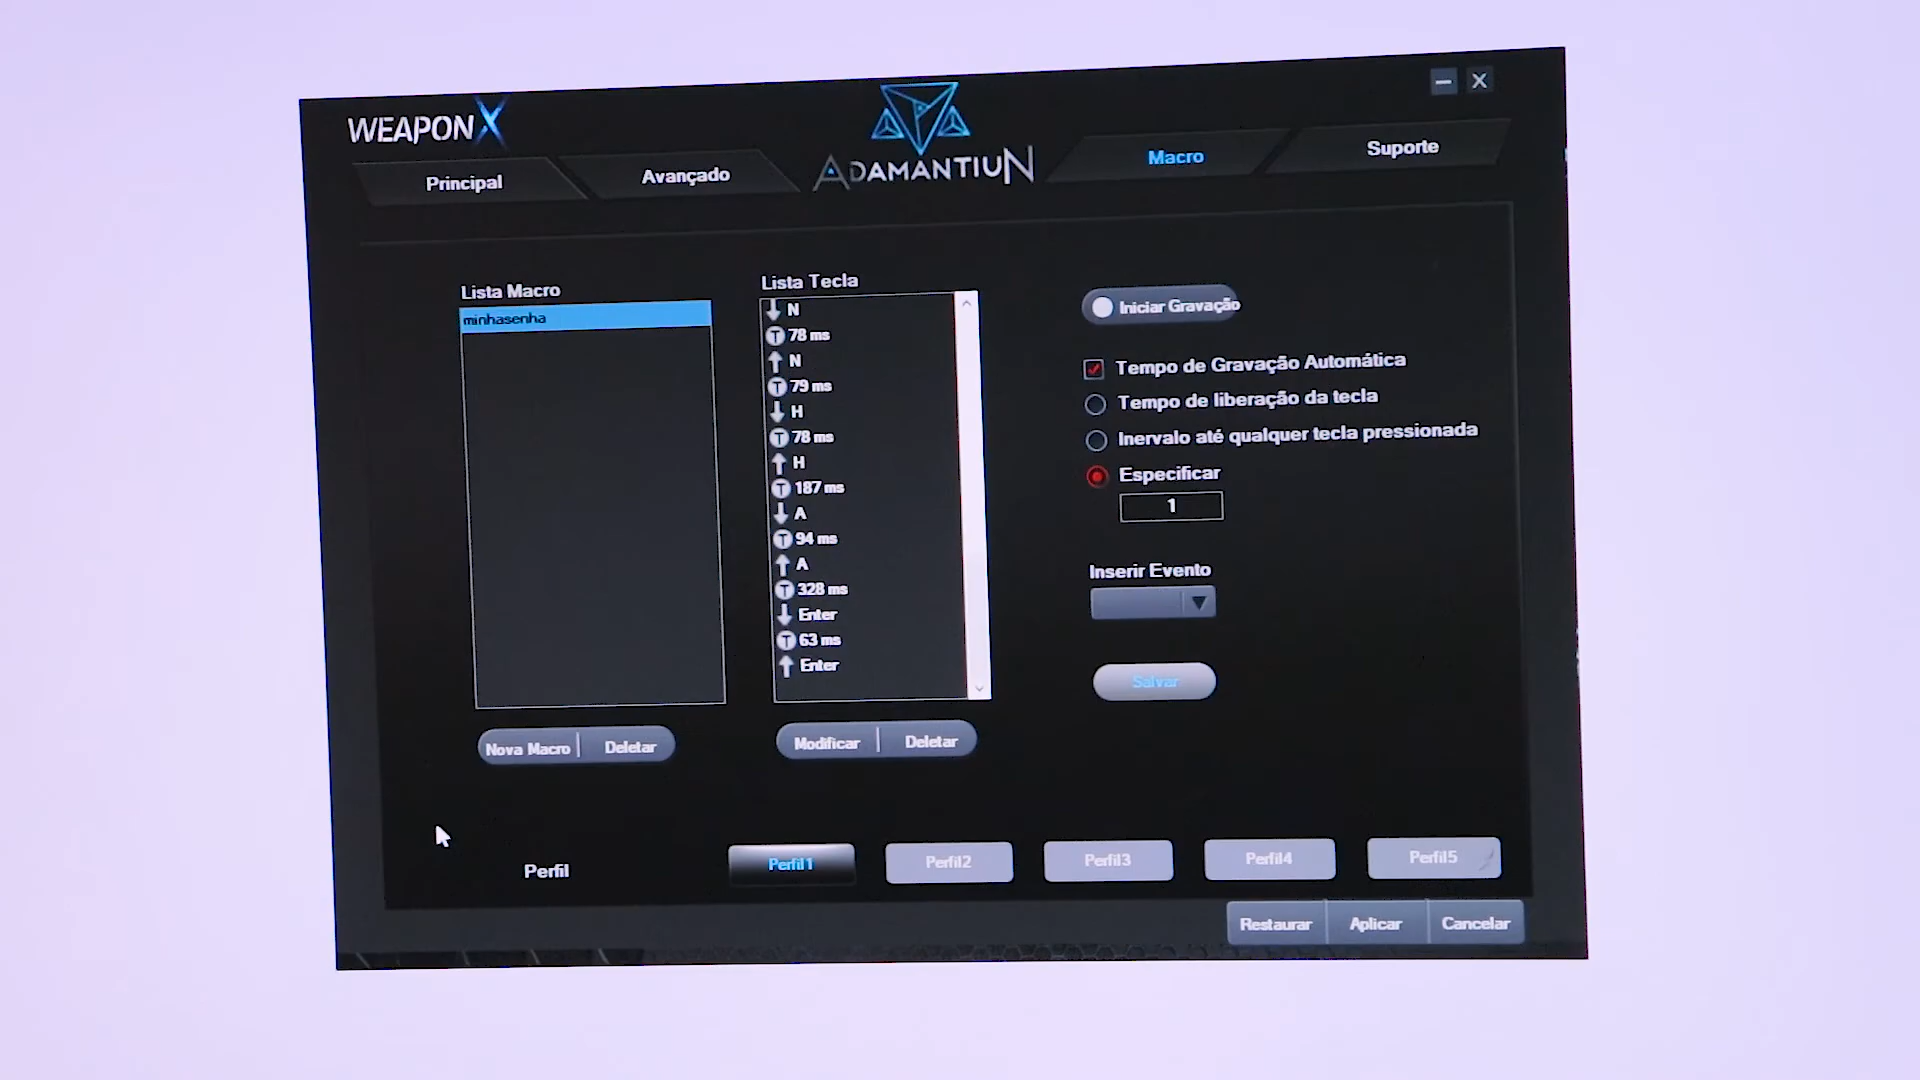 WEAPON X
ADAMANTIUN
Principal
Avançado
Macro
Suporte
Lista Macro
minhasenha
Nova Macro
Deletar
Lista Tecla
N
T 78 ms
N
T 79 ms
H
T 78 ms
H
T 187 ms
A
T 94 ms
A
T 328 ms
Enter
T 63 ms
Enter
Modificar
Deletar
Iniciar Gravação
Tempo de Gravação Automática
Tempo de liberação da tecla
Inervalo até qualquer tecla pressionada
Especificar
1
Inserir Evento
Salvar
Perfil
Perfil1
Perfil2
Perfil3
Perfil4
Perfil5
Restaurar
Aplicar
Cancelar